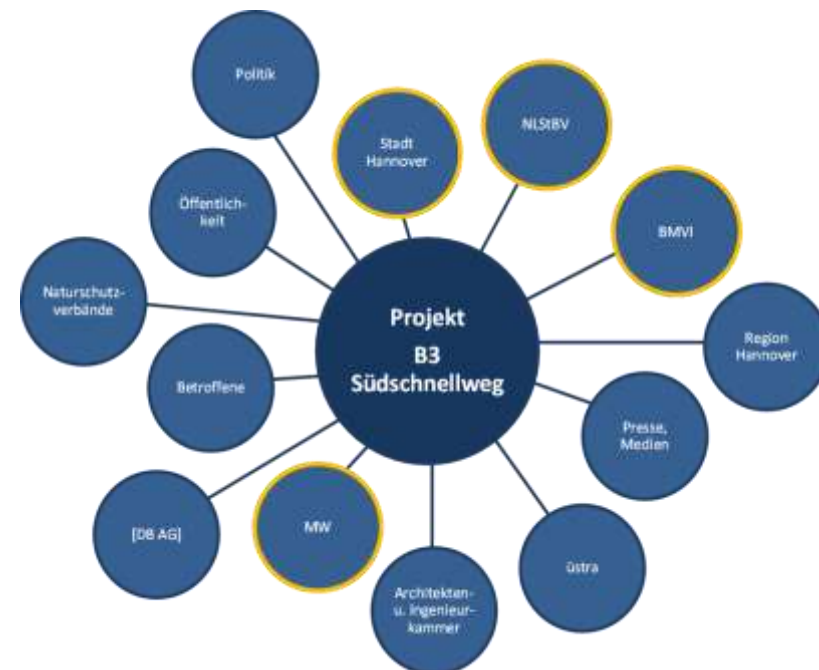 Politik
Stadt
Hannover
NLStBV
Öffentlich-
keit
BMVI
Naturschutz-
verbände
Projekt
B3
Südschnellweg
Region
Hannover
Betroffene
Presse,
Medien
[DB AG]
MW
üstra
Architekten-
u. Ingenieur-
kammer